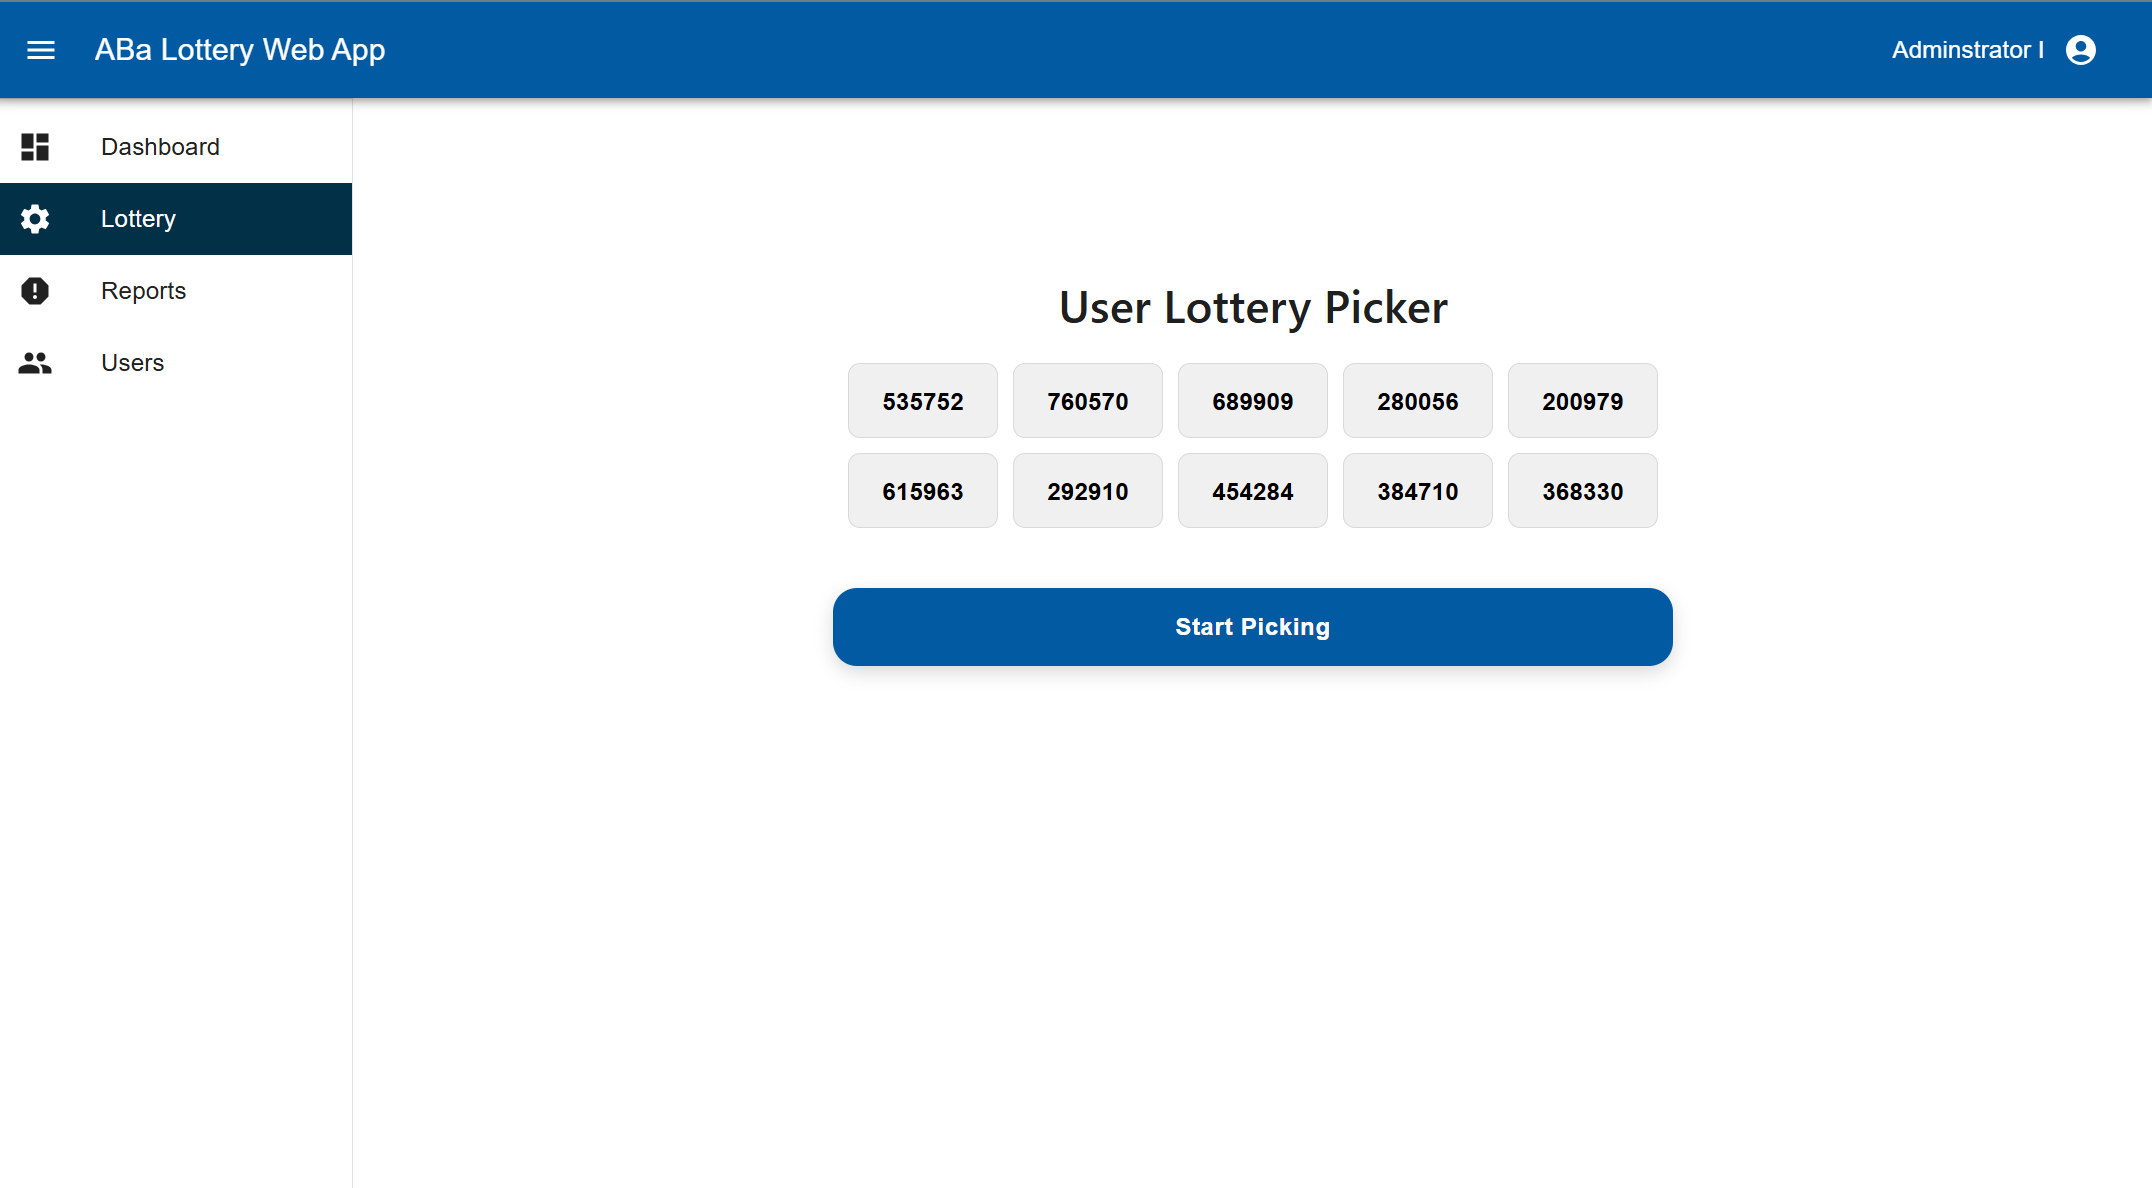 ABa Lottery Web App
Adminstrator I
Dashboard
Lottery
Reports
Users
User Lottery Picker
535752 760570 689909 280056 200979
615963 292910 454284 384710 368330
Start Picking